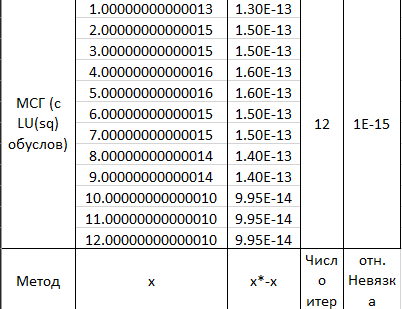 1.00000000000013 1.30E-13
2.00000000000015 1.50E-13
3.00000000000015 1.50E-13
4.00000000000016 1.60E-13
5.00000000000016 1.60E-13
МСГ (с
LU(sq)
обуслов)
6.00000000000015 1.50E-13
12 1E-15
7.00000000000015 1.50E-13
8.00000000000014 1.40E-13
9.00000000000014 1.40E-13
10.00000000000010 9.95E-14
11.00000000000010 9.95E-14
12.00000000000010 9.95E-14
Метод x x*-x
Числ
о
итер
отн.
Невязк
а